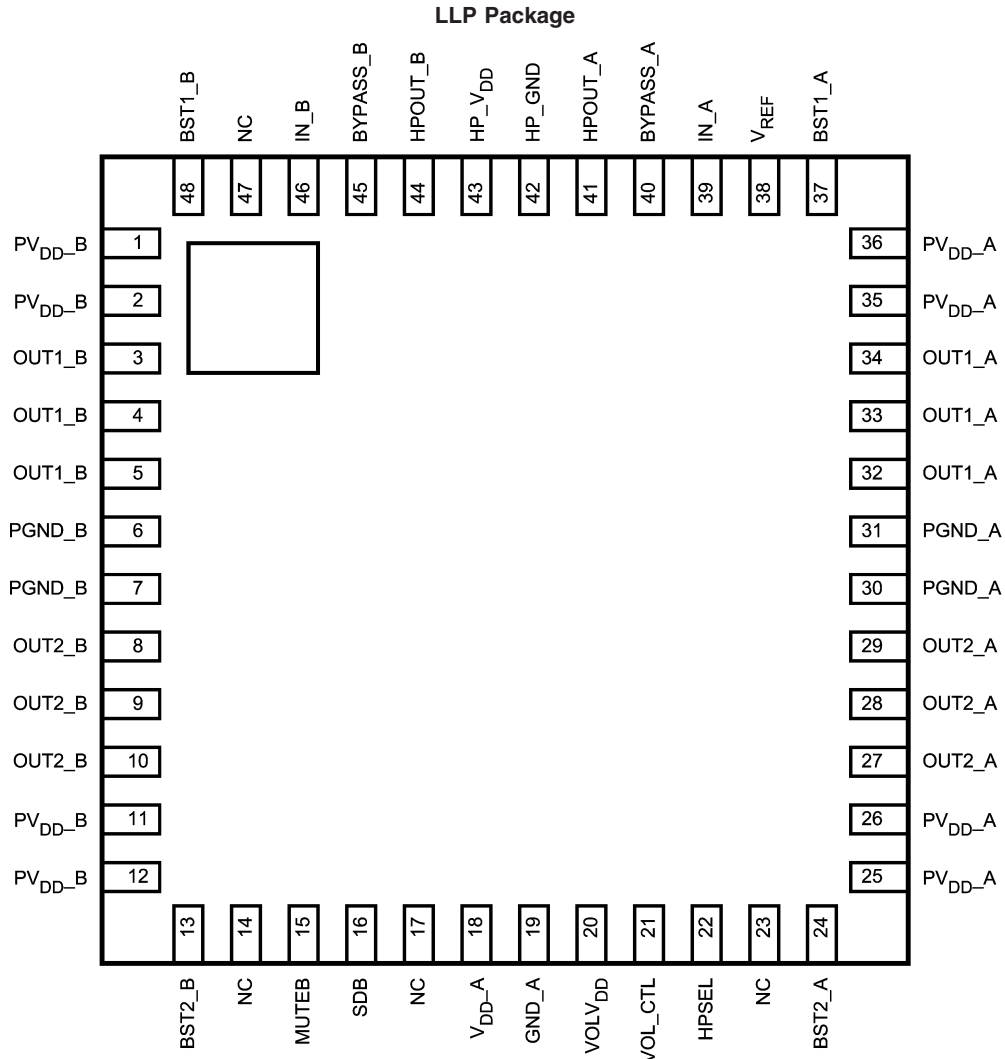 LLP Package
BST1_B
NC
IN_B
BYPASS_B
HPOUT_B
HP_VDD
HP_GND
HPOUT_A
BYPASS_A
IN_A
VREF
BST1_A
48 47 46 45 44 43 42 41 40 39 38 37
PVDD_B 1 36 PVDD_A
PVDD_B 2 35 PVDD_A
OUT1_B 3 34 OUT1_A
OUT1_B 4 33 OUT1_A
OUT1_B 5 32 OUT1_A
PGND_B 6 31 PGND_A
PGND_B 7 30 PGND_A
OUT2_B 8 29 OUT2_A
OUT2_B 9 28 OUT2_A
OUT2_B 10 27 OUT2_A
PVDD_B 11 26 PVDD_A
PVDD_B 12 25 PVDD_A
13 14 15 16 17 18 19 20 21 22 23 24
BST2_B
NC
MUTEB
SDB
NC
VDD_A
GND_A
VOLVDD
VOL_CTL
HPSEL
NC
BST2_A